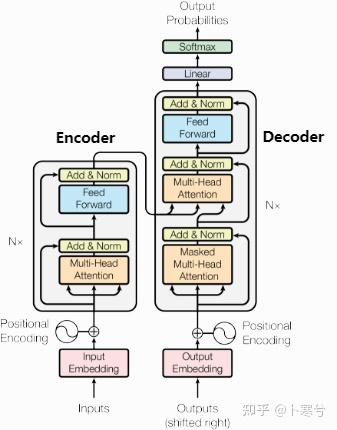 Output
Probabilities
Softmax
Linear
Add & Norm
Feed
Forward
Encoder
Decoder
Add & Norm
Add & Norm
Multi-Head
Attention
Feed
Forward
N×
N×
Add & Norm
Add & Norm
Multi-Head
Attention
Masked
Multi-Head
Attention
Positional
Encoding
Positional
Encoding
Input
Embedding
Output
Embedding
Inputs
Outputs
(shifted right)
知乎 @卜寒兮